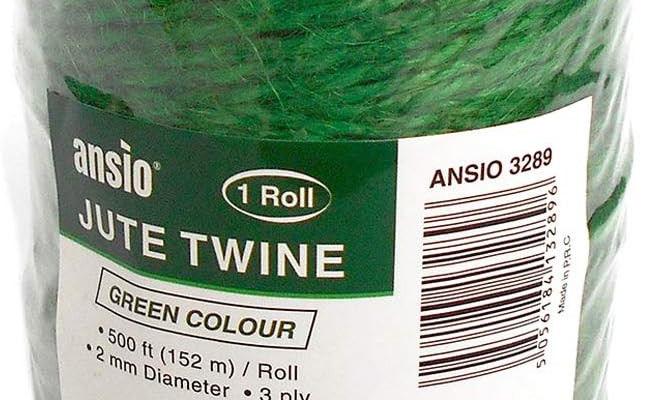 ansio®
1 Roll
JUTE TWINE
GREEN COLOUR
• 500 ft (152 m) / Roll
• 2 mm Diameter • 3 ply
ANSIO 3289
5 056184 132896
Made in P.R.C